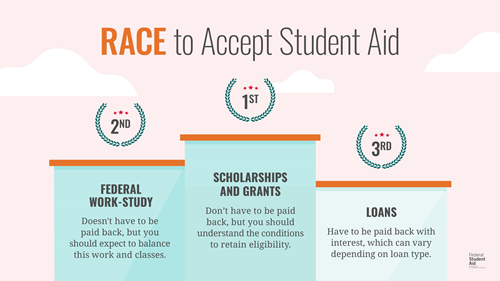 RACE to Accept Student Aid
2ND
FEDERAL
WORK-STUDY
Doesn't have to be
paid back, but you
should expect to balance
this work and classes.
1ST
SCHOLARSHIPS
AND GRANTS
Don't have to be paid
back, but you should
understand the conditions
to retain eligibility.
3RD
LOANS
Have to be paid back with
interest, which can vary
depending on loan type.
Federal
Student
Aid